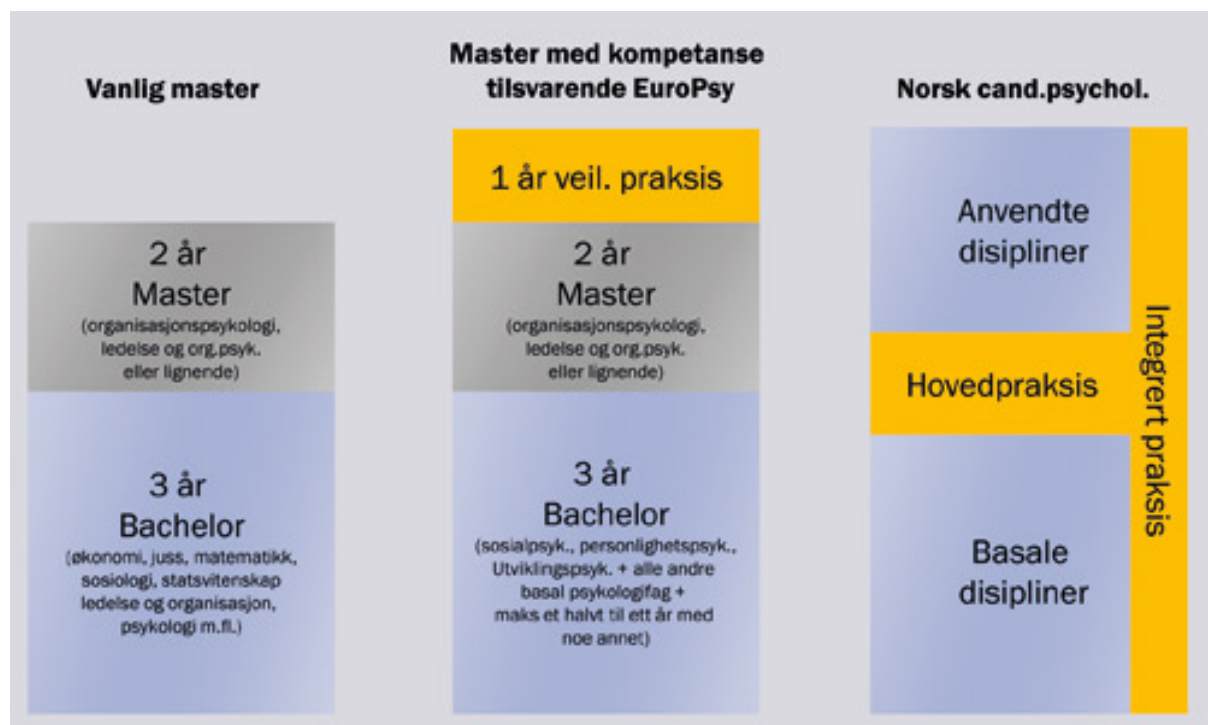 Vanlig master
2 år
Master
(organisasjonspsykologi,
ledelse og org.psyk.
eller lignende)
3 år
Bachelor
(økonomi, juss, matematikk,
sosiologi, statsvitenskap
ledelse og organisasjon,
psykologi m.fl.)
Master med kompetanse
tilsvarende EuroPsy
1 år veil. praksis
2 år
Master
(organisasjonspsykologi,
ledelse og org.psyk.
eller lignende)
3 år
Bachelor
(sosialpsyk., personlighetspsyk.,
Utviklingspsyk. + alle andre
basal psykologifag +
maks et halvt til ett år med
noe annet)
Norsk cand.psychol.
Anvendte
disipliner
Hovedpraksis
Basale
disipliner
Integrert praksis